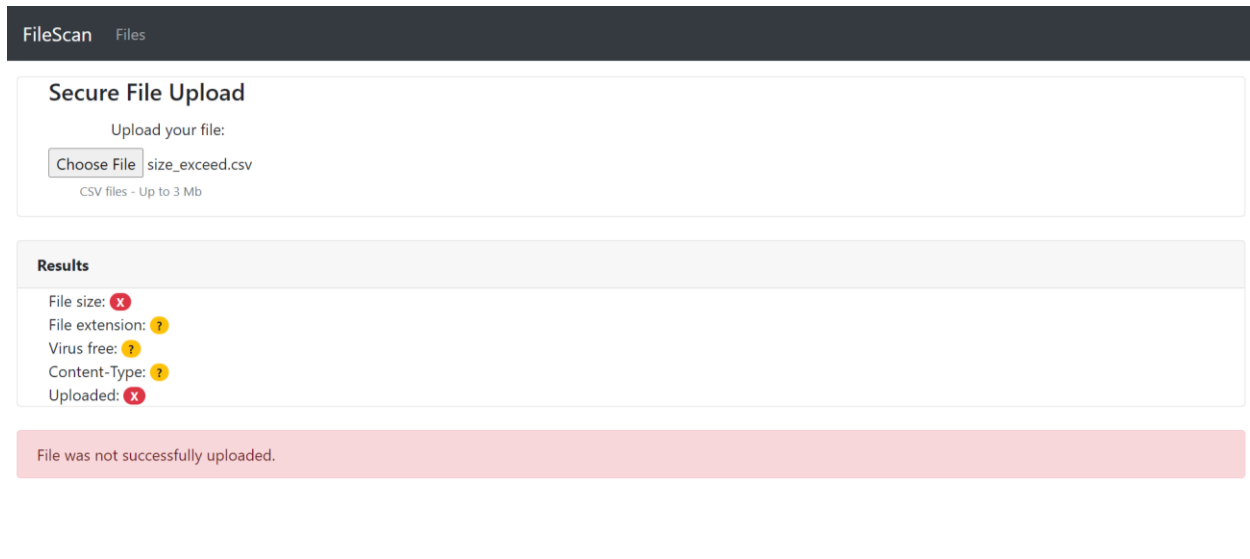 FileScan Files
Secure File Upload
Upload your file:
Choose File size_exceed.csv
CSV files - Up to 3 Mb
Results
File size: X
File extension: ?
Virus free: ?
Content-Type: ?
Uploaded: X
File was not successfully uploaded.